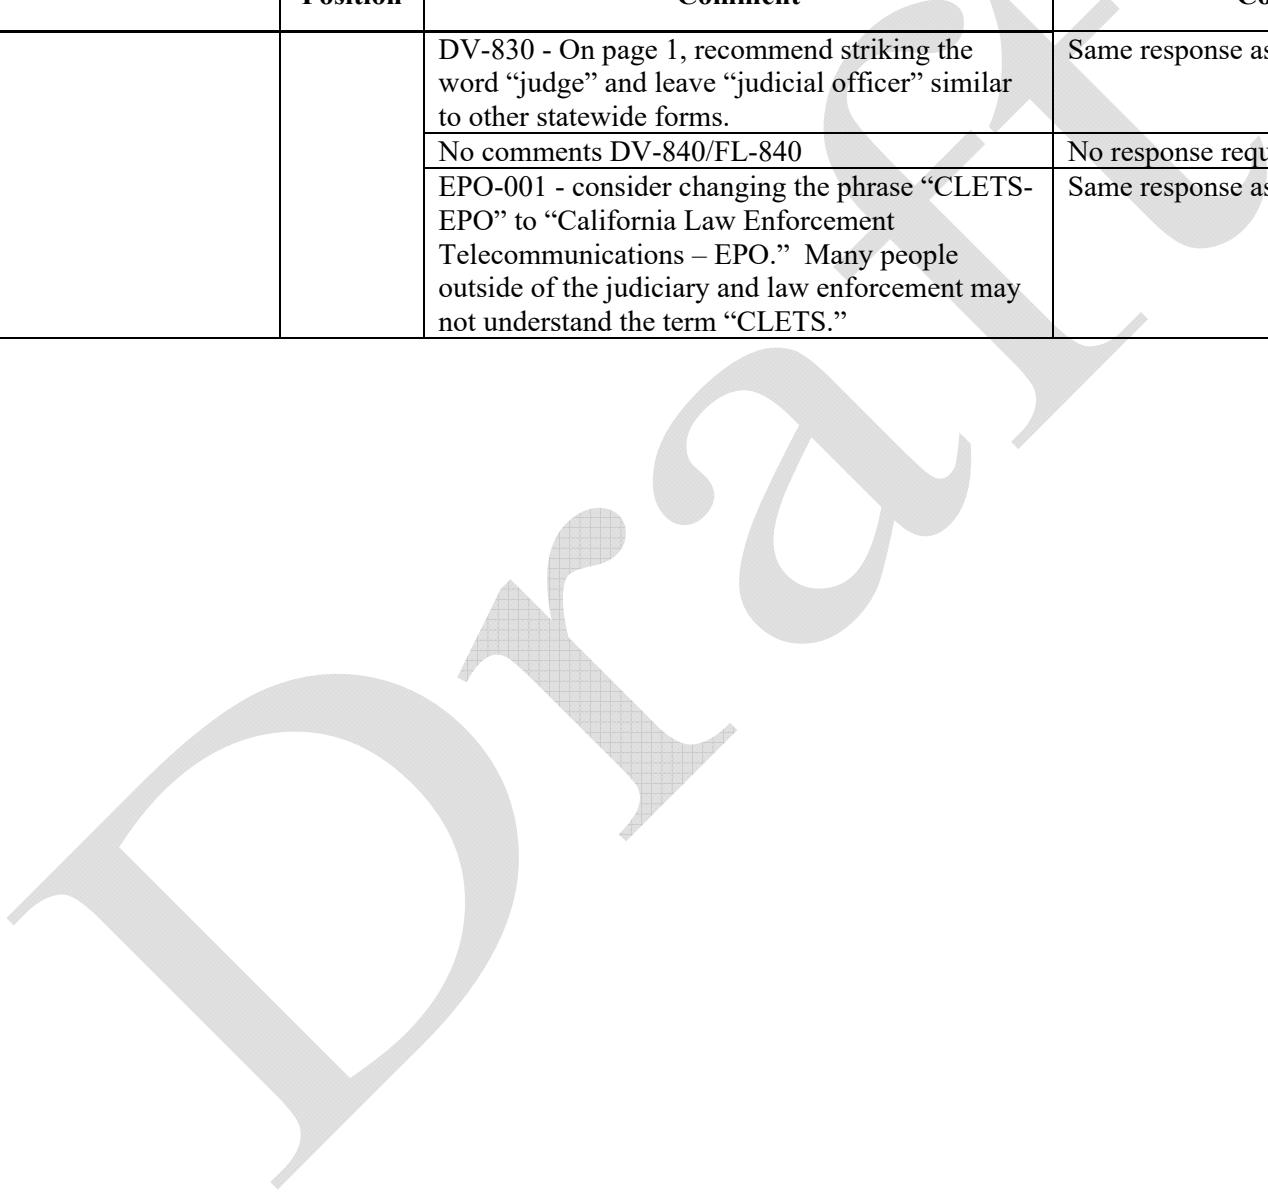 Position Comment
DV-830 - On page 1, recommend striking the
word “judge” and leave “judicial officer” similar
to other statewide forms.
Same response as
No comments DV-840/FL-840
No response requ
EPO-001 - consider changing the phrase “CLETS-
EPO” to “California Law Enforcement
Telecommunications – EPO.”  Many people
outside of the judiciary and law enforcement may
not understand the term “CLETS.”
Same response as
Draft